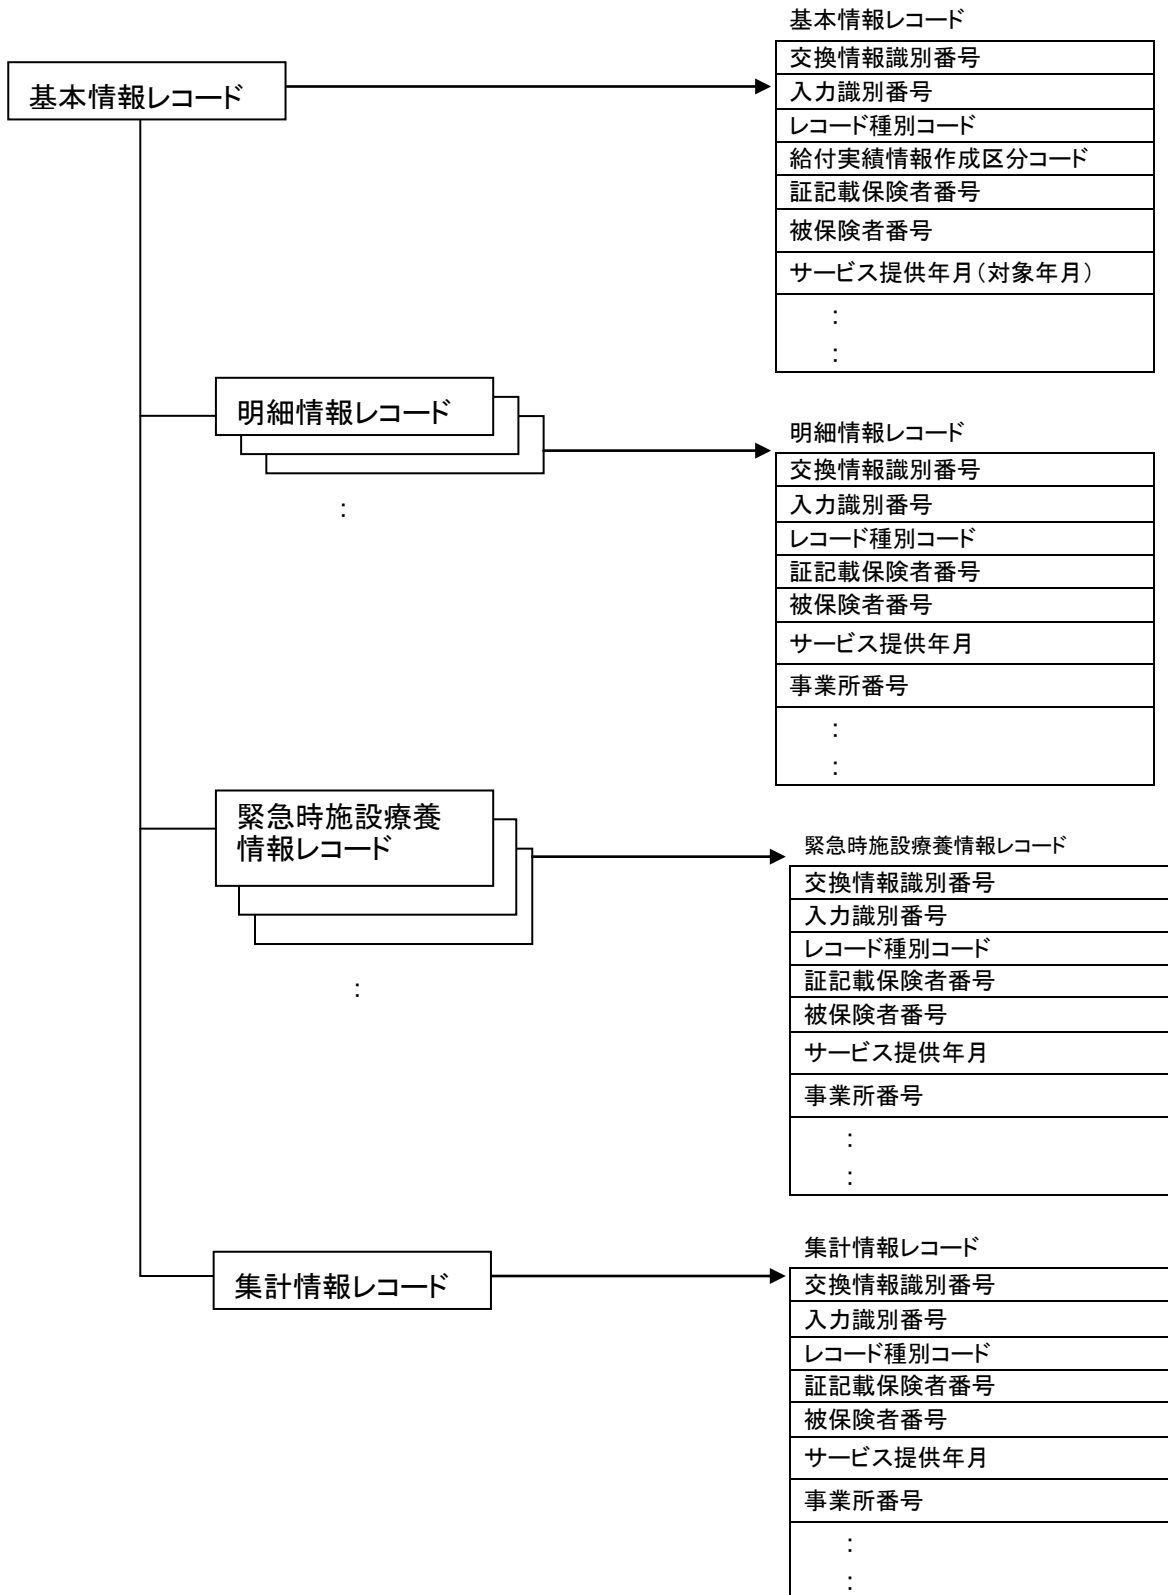 基本情報レコード
基本情報レコード
交換情報識別番号
入力識別番号
レコード種別コード
給付実績情報作成区分コード
証記載保険者番号
被保険者番号
サービス提供年月(対象年月)
:
:
明細情報レコード
:
明細情報レコード
交換情報識別番号
入力識別番号
レコード種別コード
証記載保険者番号
被保険者番号
サービス提供年月
事業所番号
:
:
緊急時施設療養
情報レコード
:
緊急時施設療養情報レコード
交換情報識別番号
入力識別番号
レコード種別コード
証記載保険者番号
被保険者番号
サービス提供年月
事業所番号
:
:
集計情報レコード
集計情報レコード
交換情報識別番号
入力識別番号
レコード種別コード
証記載保険者番号
被保険者番号
サービス提供年月
事業所番号
:
: